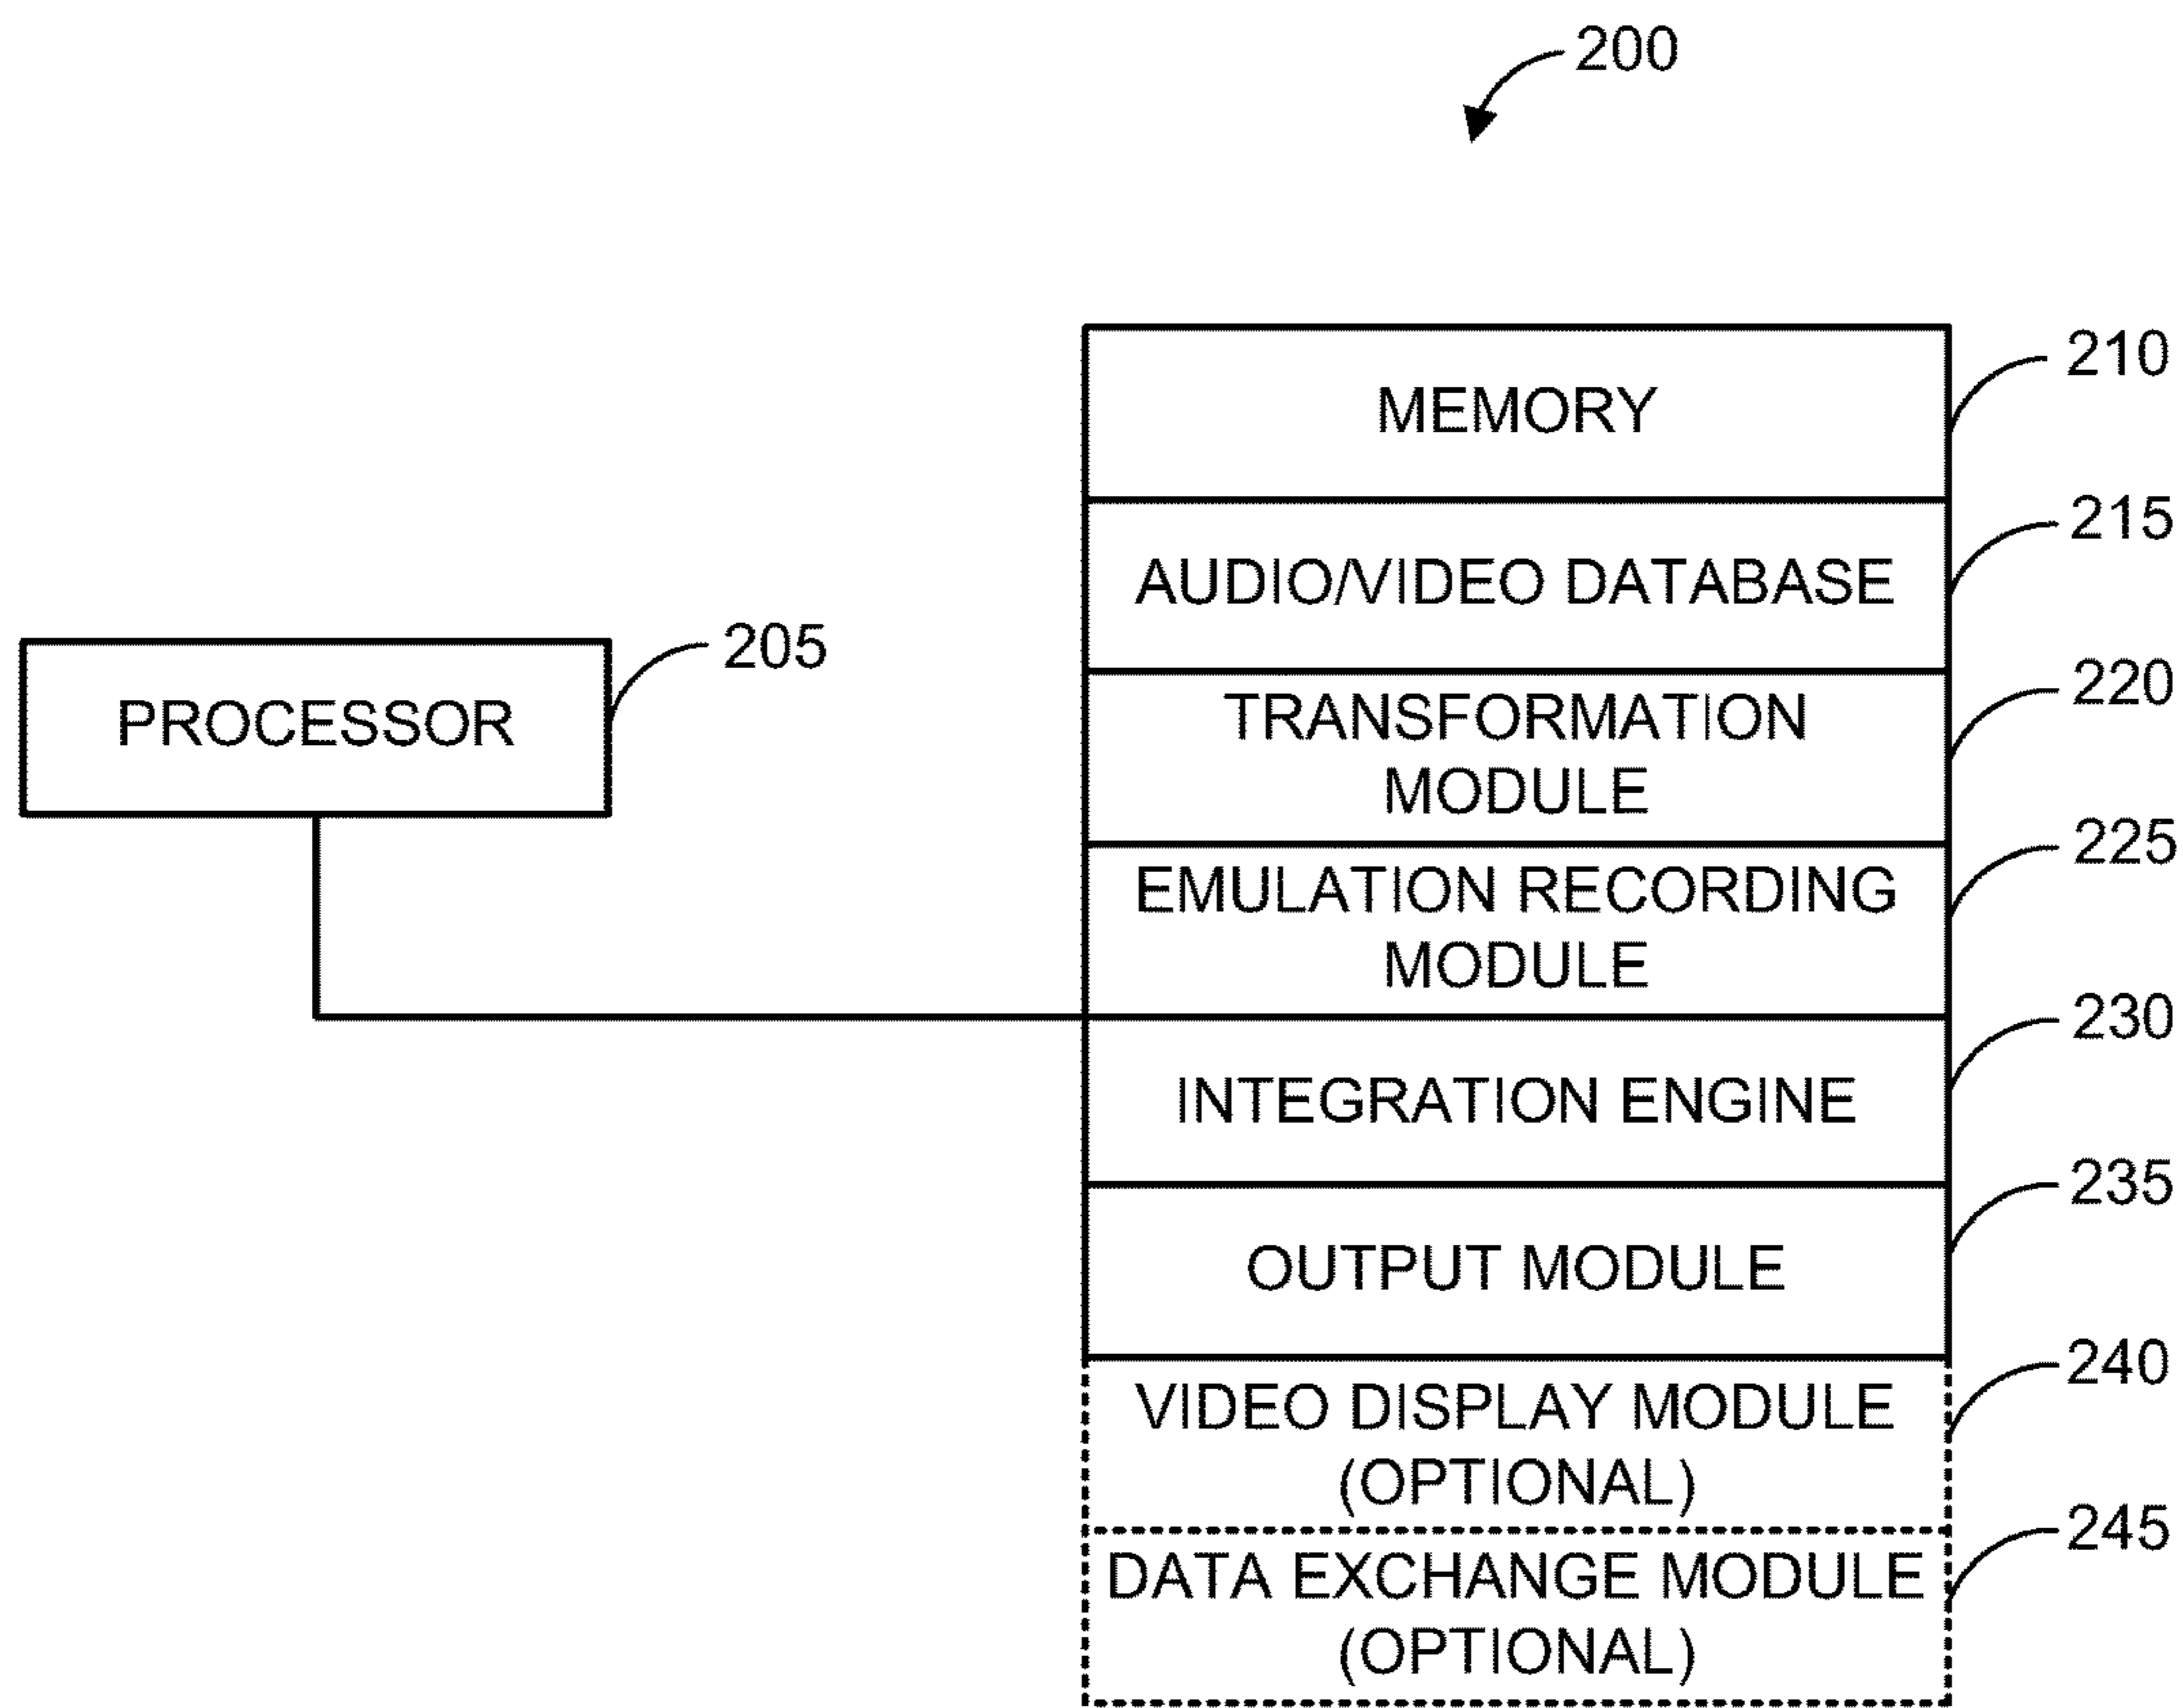 200
MEMORY
210
AUDIO/VIDEO DATABASE
215
PROCESSOR
205
TRANSFORMATION
MODULE
220
EMULATION RECORDING
MODULE
225
INTEGRATION ENGINE
230
OUTPUT MODULE
235
VIDEO DISPLAY MODULE
(OPTIONAL)
240
DATA EXCHANGE MODULE
(OPTIONAL)
245